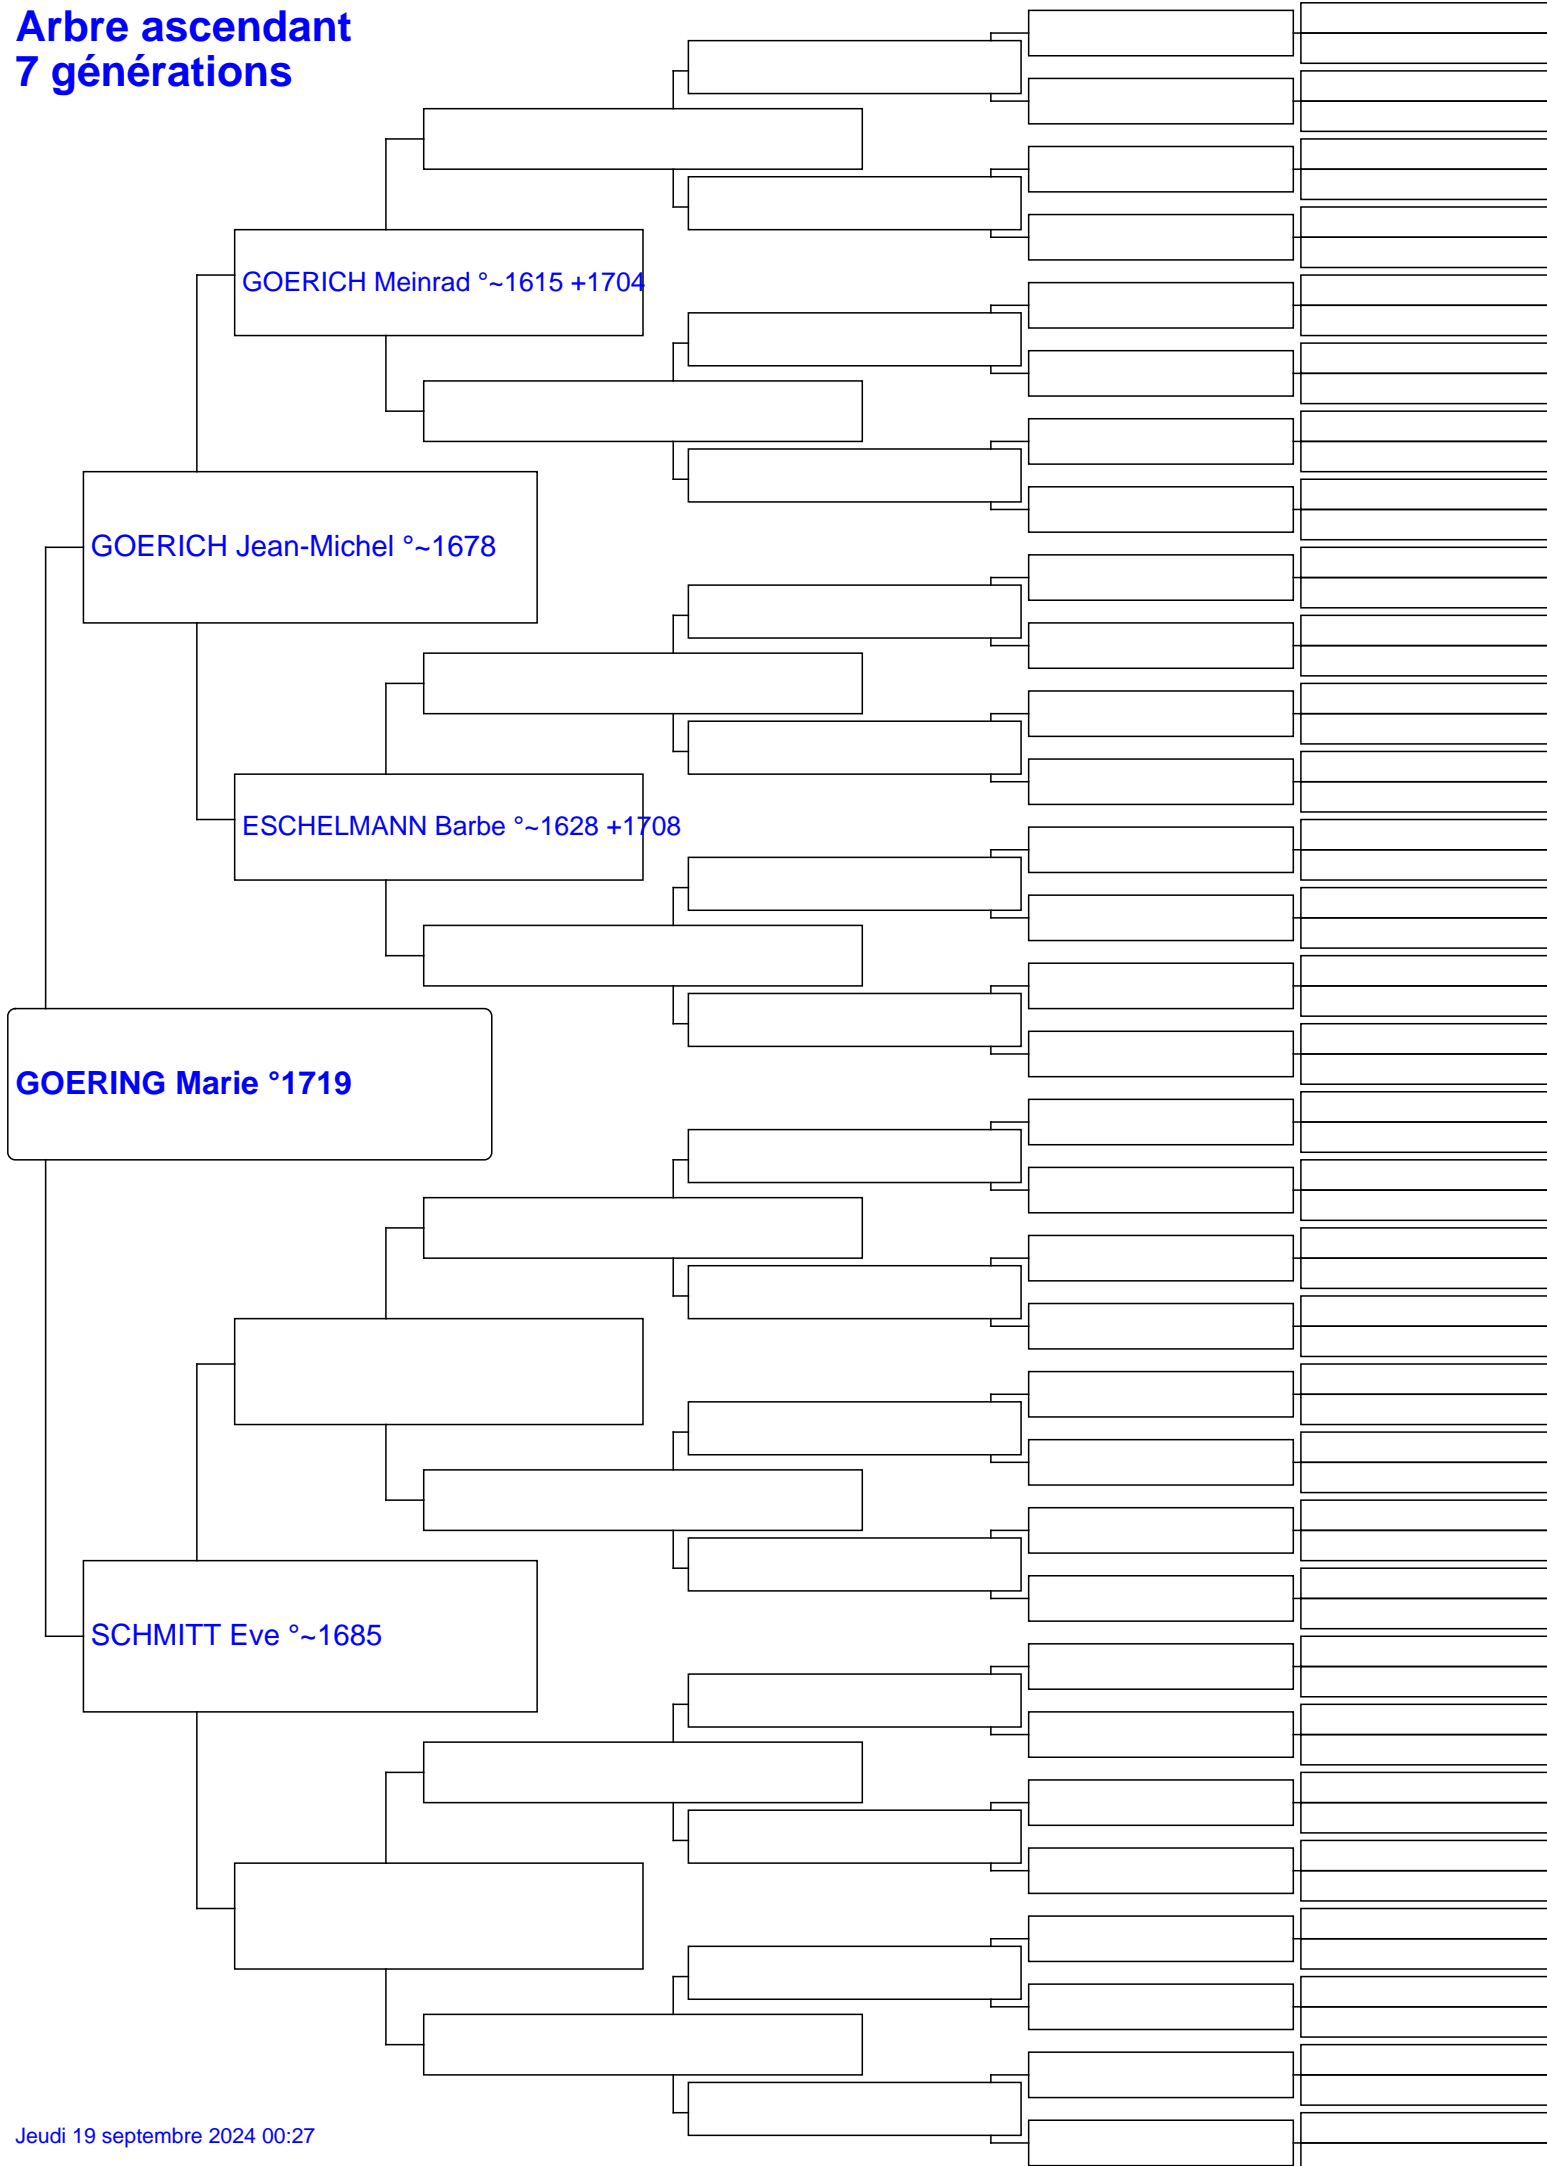 Arbre ascendant
7 générations
GOERICH Meinrad °~1615 +1704
GOERICH Jean-Michel °~1678
ESCHELMANN Barbe °~1628 +1708
GOERING Marie °1719
SCHMITT Eve °~1685
Jeudi 19 septembre 2024 00:27